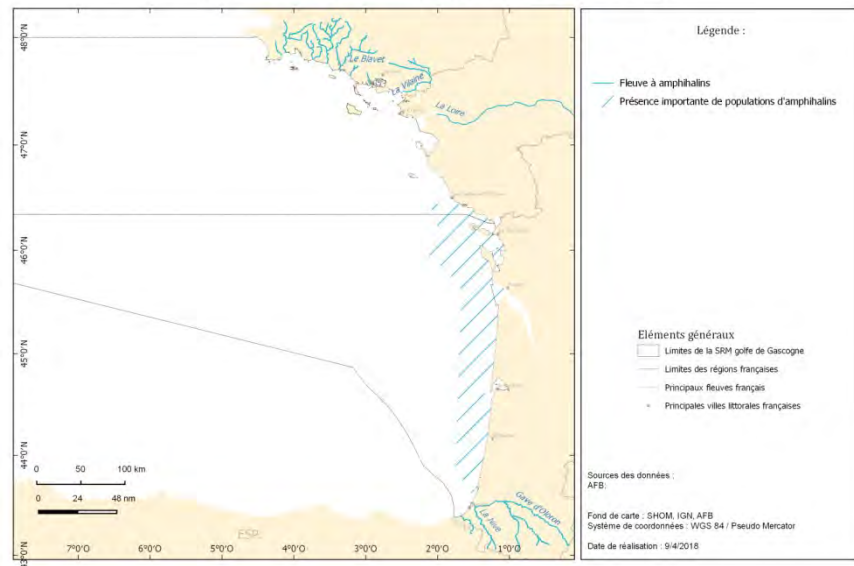 48°0'N
47°0'N
46°0'N
45°0'N
44°0'N
43°0'N
7°0'O
6°0'O
5°0'O
4°0'O
3°0'O
2°0'O
1°0'O
Le Blavet
La Vilaine
La Loire
Gave d'Oloron
La Nive
ESP.
0 50 100 km
0 24 48 nm
Légende :
Fleuve à amphihalins
Présence importante de populations d'amphihalins
Eléments généraux
Limites de la SRM golfe de Gascogne
Limites des régions françaises
Principaux fleuves français
Principales villes littorales françaises
Sources des données :
AFB.
Fond de carte : SHOM, IGN, AFB
Système de coordonnées : WGS 84 / Pseudo Mercator
Date de réalisation : 9/4/2018